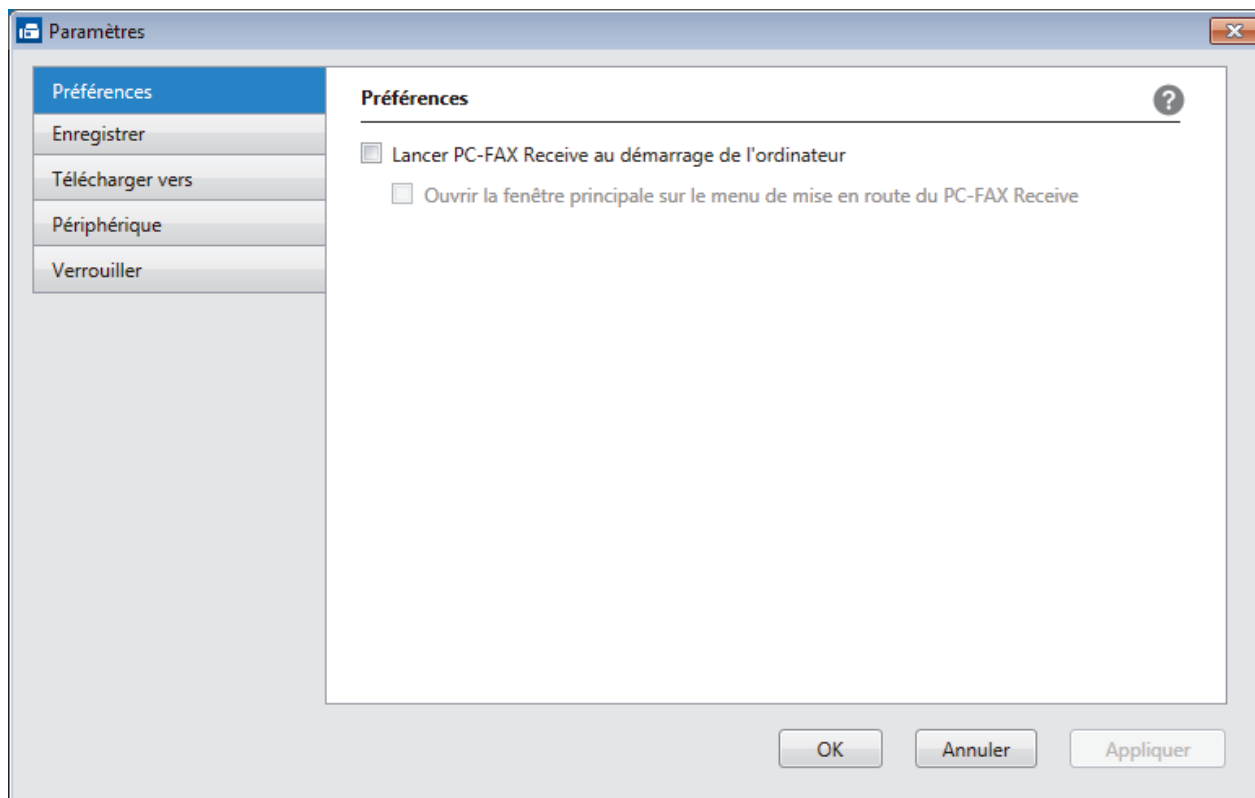 Paramètres
Préférences
Enregistrer
Télécharger vers
Périphérique
Verrouiller
Préférences
?
Lancer PC-FAX Receive au démarrage de l'ordinateur
Ouvrir la fenêtre principale sur le menu de mise en route du PC-FAX Receive
OK
Annuler
Appliquer